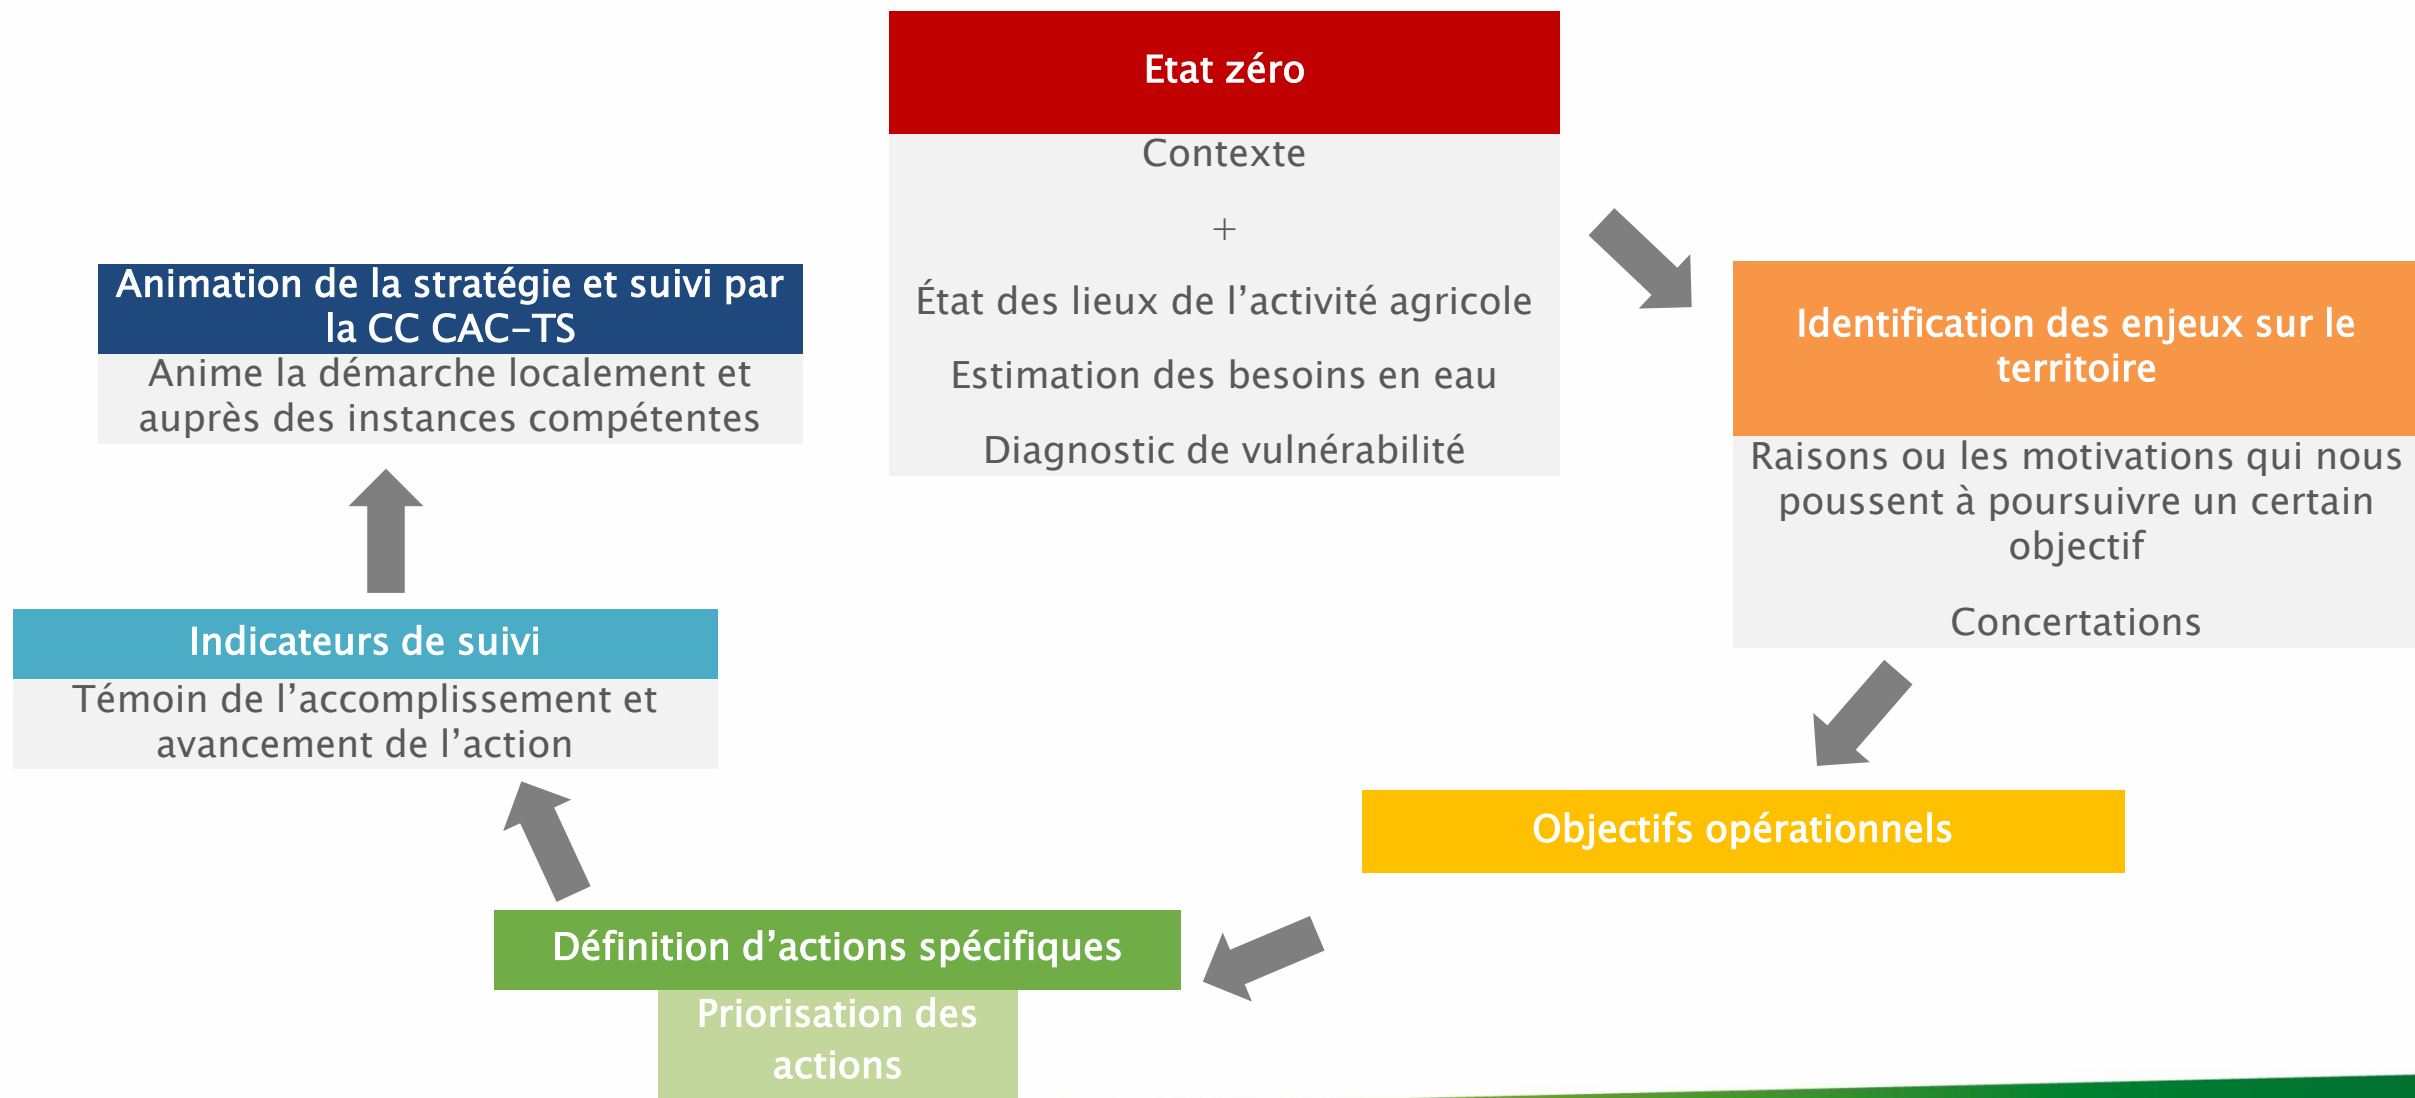 Etat zéro
Contexte
+
État des lieux de l’activité agricole
Estimation des besoins en eau
Diagnostic de vulnérabilité
Identification des enjeux sur le
territoire
Raisons ou les motivations qui nous
poussent à poursuivre un certain
objectif
Concertations
Objectifs opérationnels
Définition d’actions spécifiques
Priorisation des
actions
Indicateurs de suivi
Témoin de l’accomplissement et
avancement de l’action
Animation de la stratégie et suivi par
la CC CAC-TS
Anime la démarche localement et
auprès des instances compétentes